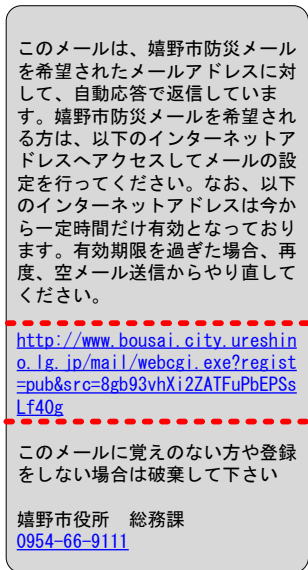 このメールは、嬉野市防災メール
を希望されたメールアドレスに対
して、自動応答で返信していま
す。嬉野市防災メールを希望され
る方は、以下のインターネットア
ドレスへアクセスしてメールの設
定を行ってください。なお、以下
のインターネットアドレスは今か
ら一定時間だけ有効となっており
ます。有効期限を過ぎた場合、再
度、空メール送信からやり直して
ください。
http://www.bousai.city.ureshin
o.lg.jp/mail/webcgi.exe?regist
=pub&src=8gb93vhXi2ZATFuPbEPSs
Lf40g
このメールに覚えのない方や登録
をしない場合は破棄して下さい
嬉野市役所　総務課
0954-66-9111